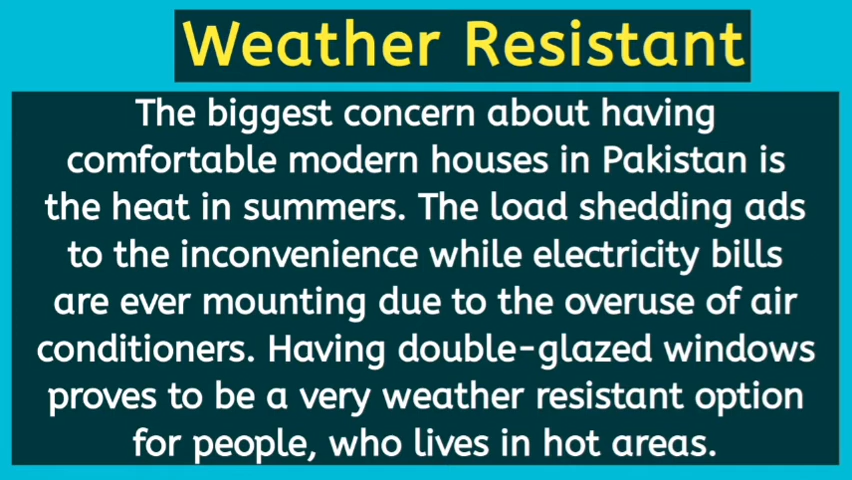 Weather Resistant
The biggest concern about having
comfortable modern houses in Pakistan is
the heat in summers. The load shedding ads
to the inconvenience while electricity bills
are ever mounting due to the overuse of air
conditioners. Having double-glazed windows
proves to be a very weather resistant option
for people, who lives in hot areas.